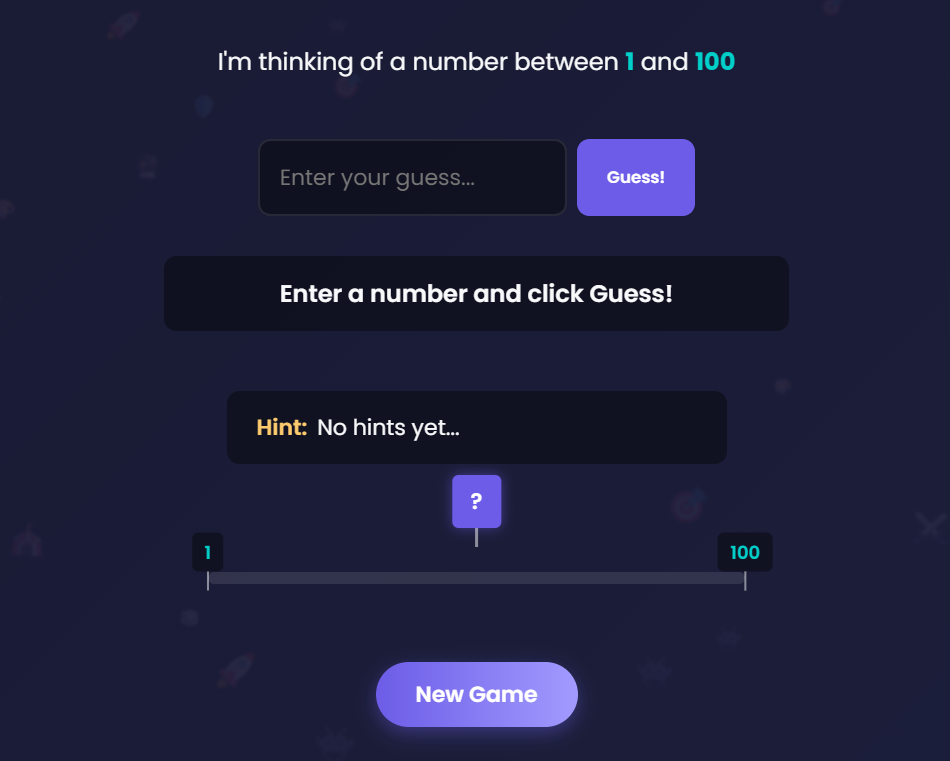 I'm thinking of a number between 1 and 100
Enter your guess...
Guess!
Enter a number and click Guess!
Hint: No hints yet...
?
1
100
New Game